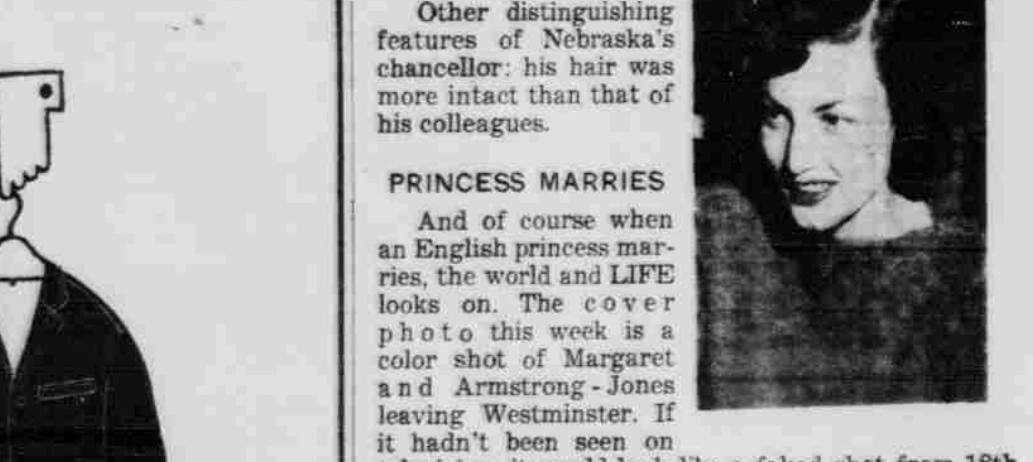 Other distinguishing
features of Nebraska's
chancellor: his hair was
more intact than that of
his colleagues.
PRINCESS MARRIES
And of course when
an English princess mar-
ries, the world and LIFE
looks on. The cover
photo this week is a
color shot of Margaret
and Armstrong-Jones
leaving Westminster. If
it hadn't been seen on